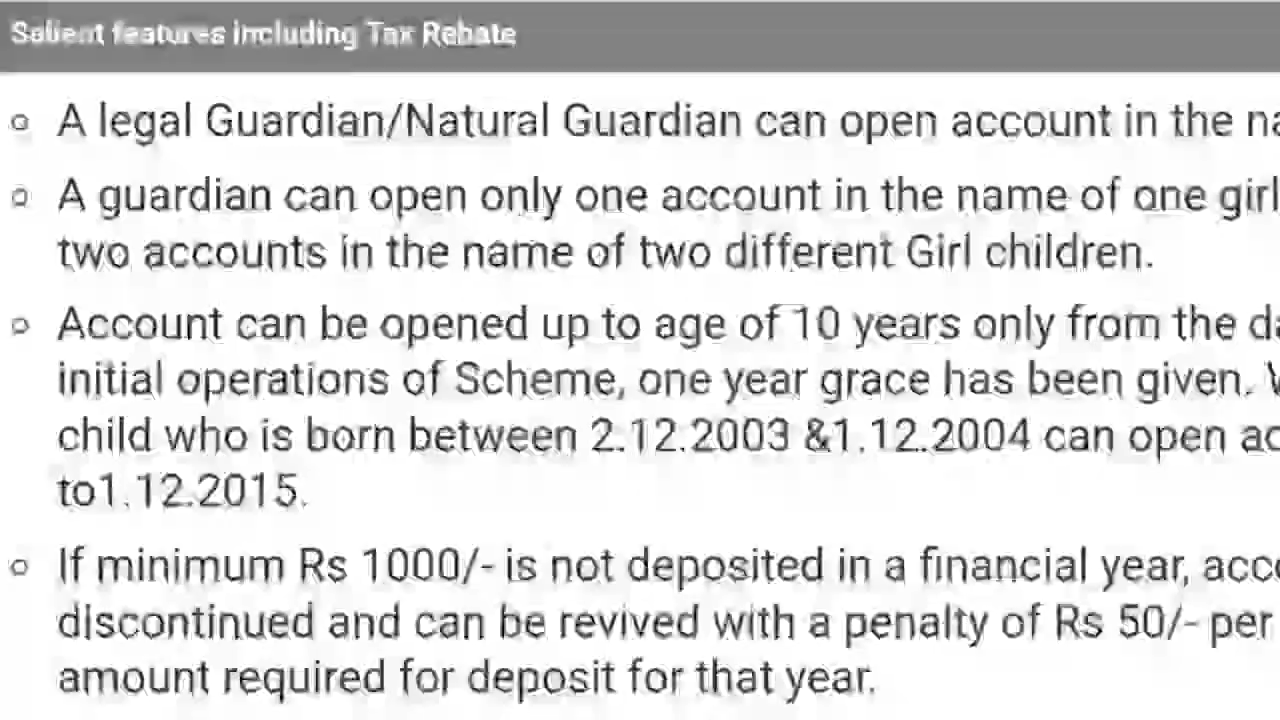 Salient features including Tax Rebate
A legal Guardian/Natural Guardian can open account in the na
A guardian can open only one account in the name of one girl
two accounts in the name of two different Girl children.
Account can be opened up to age of 10 years only from the da
initial operations of Scheme, one year grace has been given.
child who is born between 2.12.2003 &1.12.2004 can open ac
to1.12.2015.
If minimum Rs 1000/- is not deposited in a financial year, acco
discontinued and can be revived with a penalty of Rs 50/- per
amount required for deposit for that year.